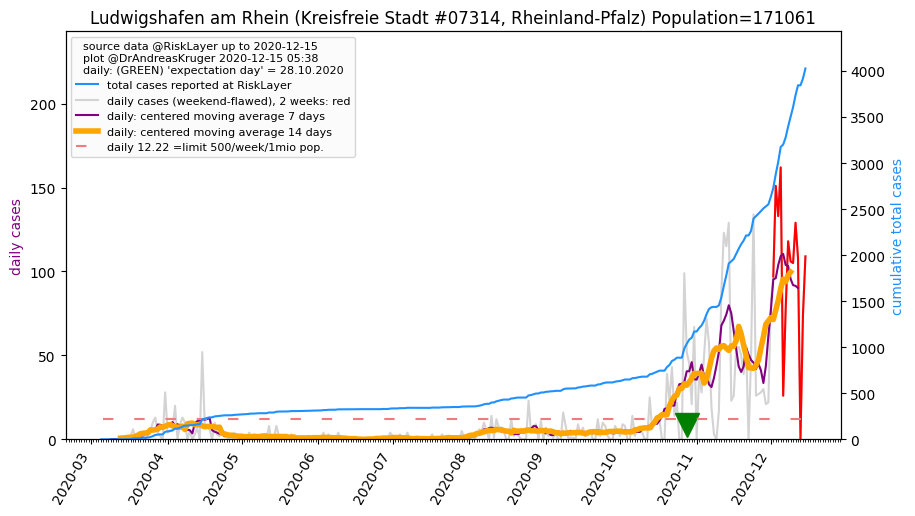 Ludwigshafen am Rhein (Kreisfreie Stadt #07314, Rheinland-Pfalz) Population=171061
source data @RiskLayer up to 2020-12-15
plot @DrAndreasKruger 2020-12-15 05:38
daily: (GREEN) 'expectation day' = 28.10.2020
total cases reported at RiskLayer
daily cases (weekend-flawed), 2 weeks: red
daily: centered moving average 7 days
daily: centered moving average 14 days
daily 12.22 =limit 500/week/1mio pop.
daily cases
200
150
100
50
0
4000
3500
3000
2500
2000
1500
1000
500
0
cumulative total cases
2020-03
2020-04
2020-05
2020-06
2020-07
2020-08
2020-09
2020-10
2020-11
2020-12